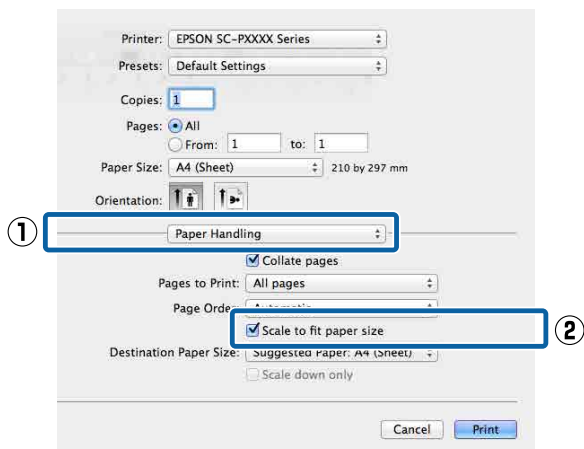 Printer: EPSON SC-PXXXX Series
Presets: Default Settings
Copies: 1
Pages: All
From: 1 to: 1
Paper Size: A4 (Sheet) 210 by 297 mm
Orientation:
① Paper Handling
Collate pages
Pages to Print: All pages
Page Order: Automatic
Scale to fit paper size ②
Destination Paper Size: Suggested Paper: A4 (Sheet)
Scale down only
Cancel Print